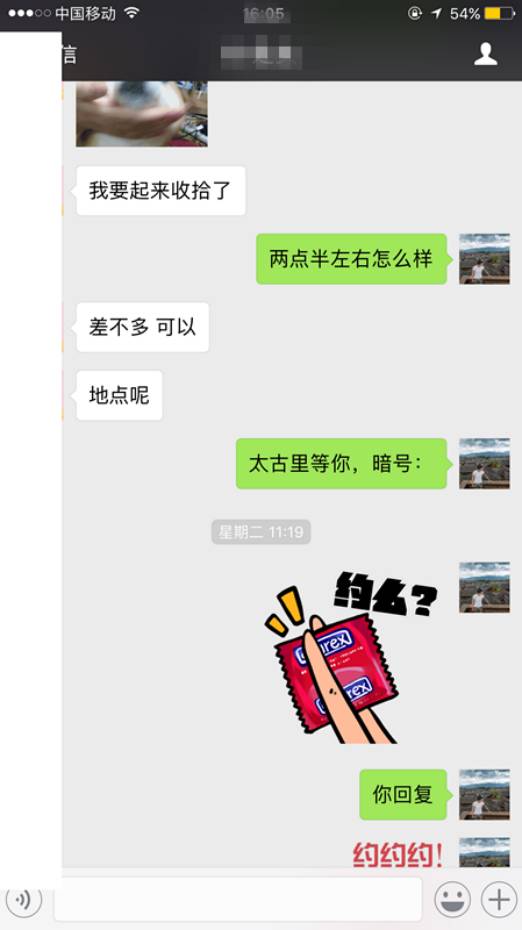 中国移动
16:05
54%
信
我要起来收拾了
两点半左右怎么样
差不多 可以
地点呢
太古里等你，暗号：
星期二 11:19
约么?
urex
rex
你回复
约约约!